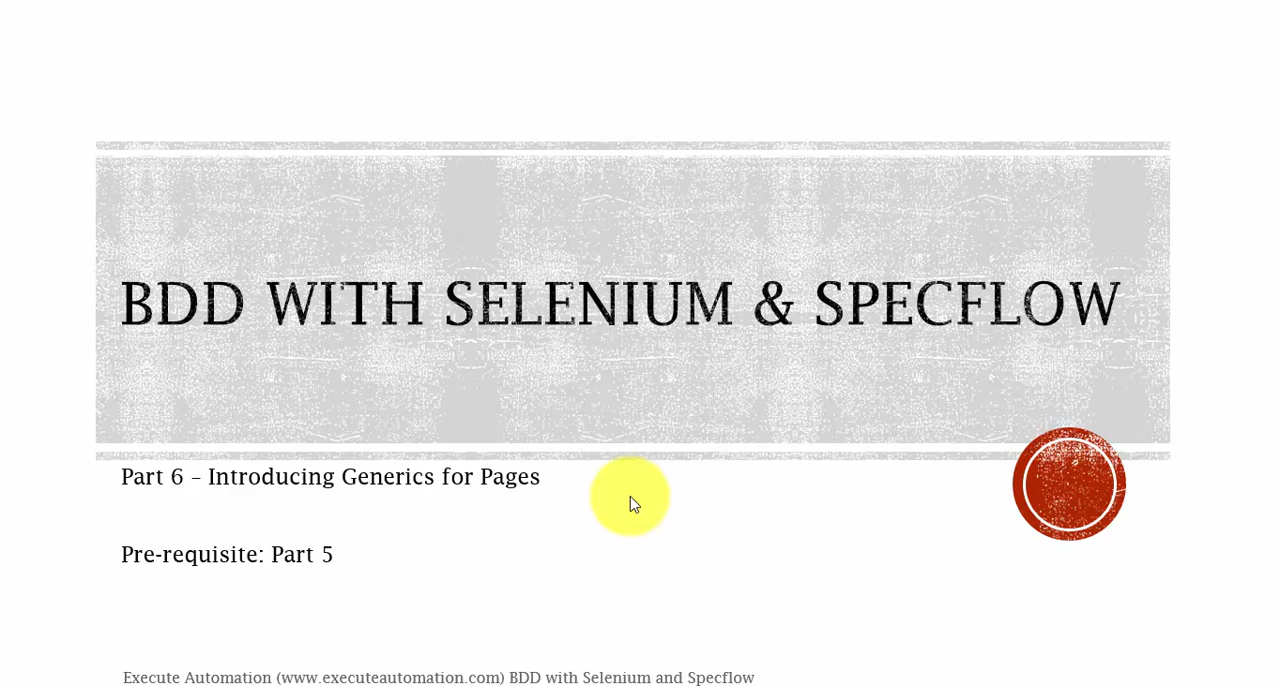 BDD WITH SELENIUM & SPECFLOW
Part 6 – Introducing Generics for Pages
Pre-requisite: Part 5
Execute Automation (www.executeautomation.com) BDD with Selenium and Specflow